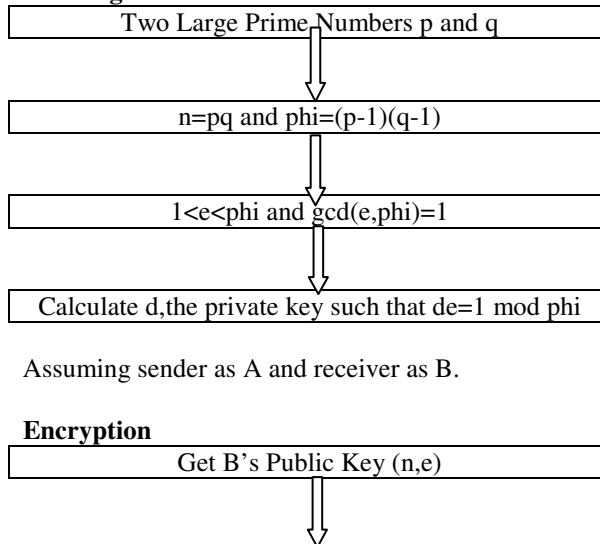 Two Large Prime Numbers p and q
n=pq and phi=(p-1)(q-1)
1<e<phi and gcd(e,phi)=1
Calculate d,the private key such that de=1 mod phi
Assuming sender as A and receiver as B.
Encryption
Get B's Public Key (n,e)